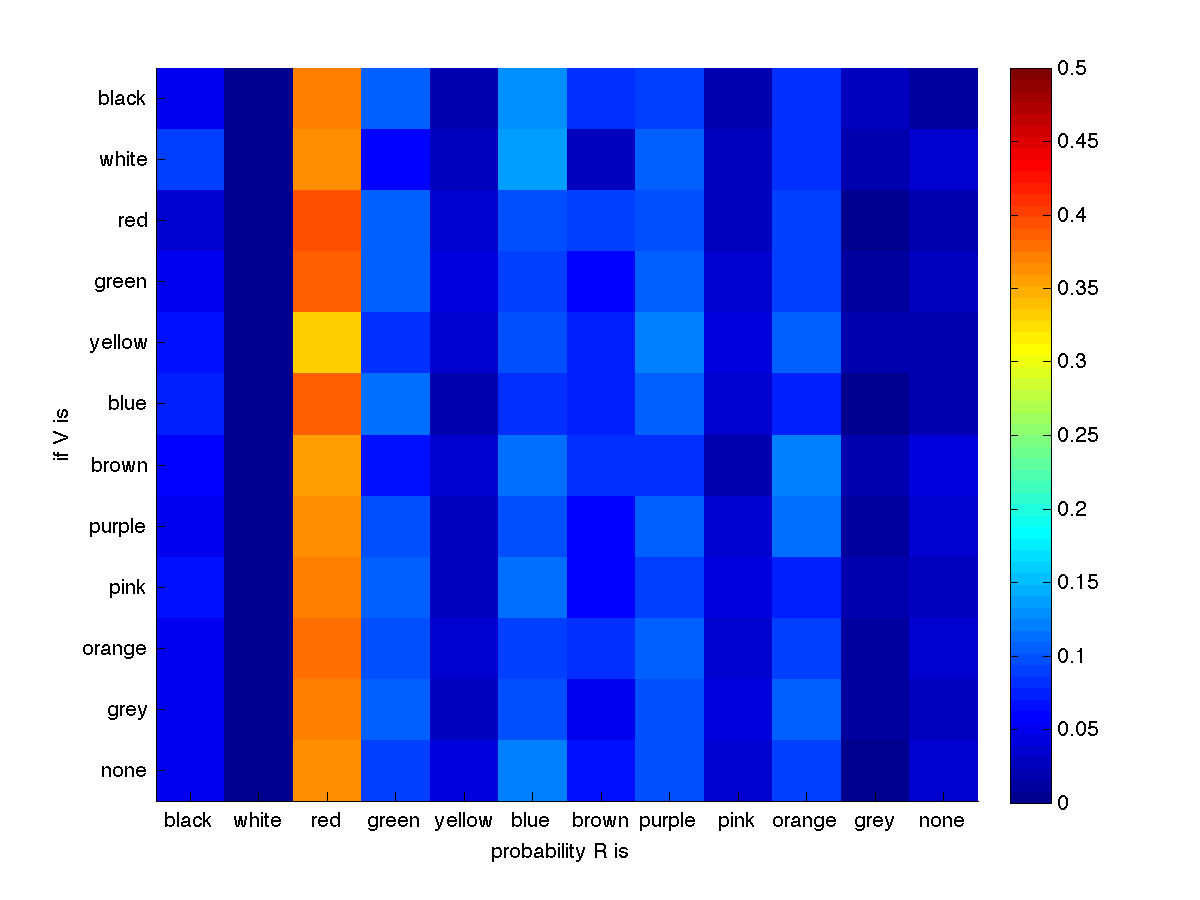 black
white
red
green
yellow
blue
brown
purple
pink
orange
grey
none
if V is
black white red green yellow blue brown purple pink orange grey none
probability R is
0.5
0.45
0.4
0.35
0.3
0.25
0.2
0.15
0.1
0.05
0